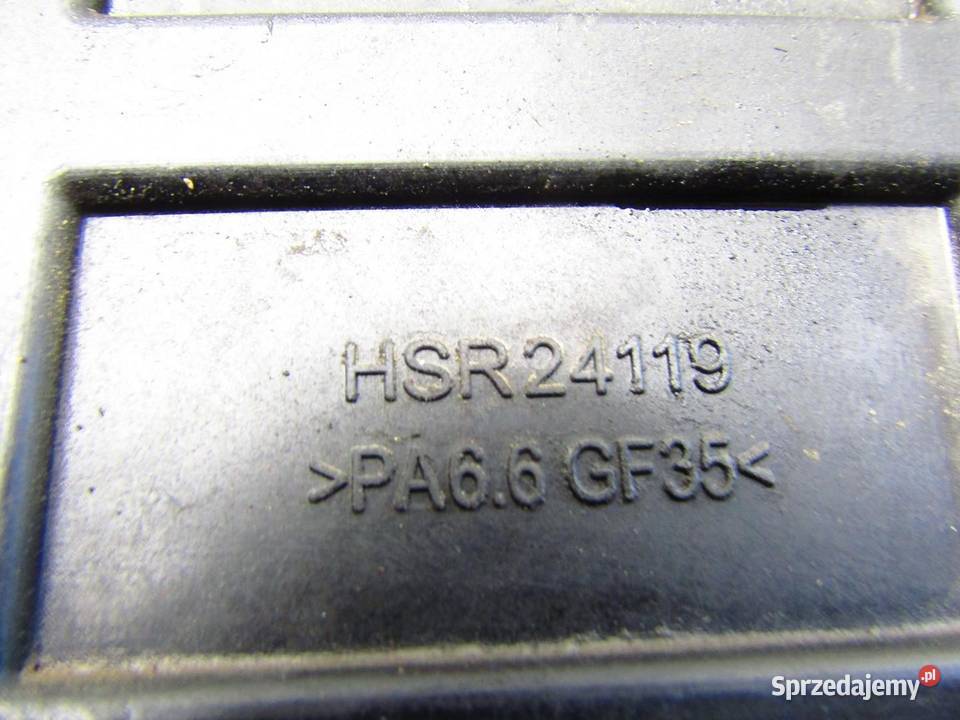 HSR24119
>PA6.6 GF35<
Sprzedajemy.pl